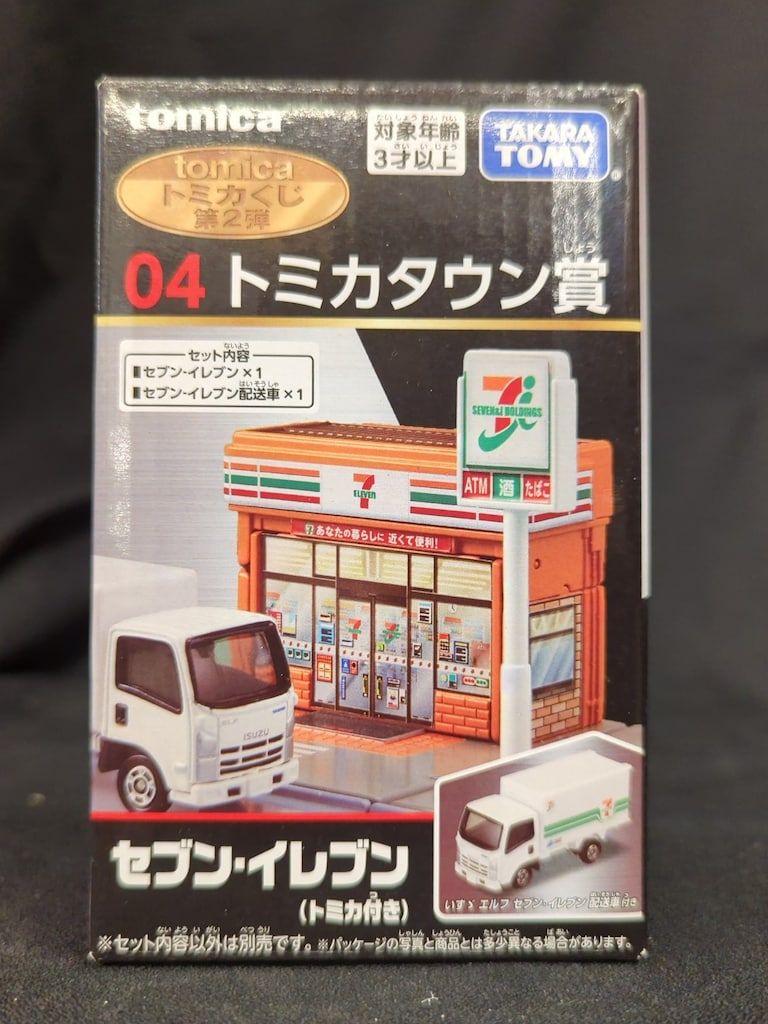 tomica
対象年齢
3才以上
TAKARA
TOMY
tomica
トミカくじ
第2弾
04 トミカタウン賞
セット内容
■セブン-イレブン×1
■セブン-イレブン配送車×1
7i
SEVEN&i HOLDINGS
ATM 酒 たばこ
7
ELEVEN
あなたの暮らしに 近くて便利!
ELF
ISUZU
セブン-イレブン
(トミカ付き)
いすゞ エルフ セブン-イレブン 配送車付き
※セット内容以外は別売です。※パッケージの写真と商品とは多少異なる場合があります。